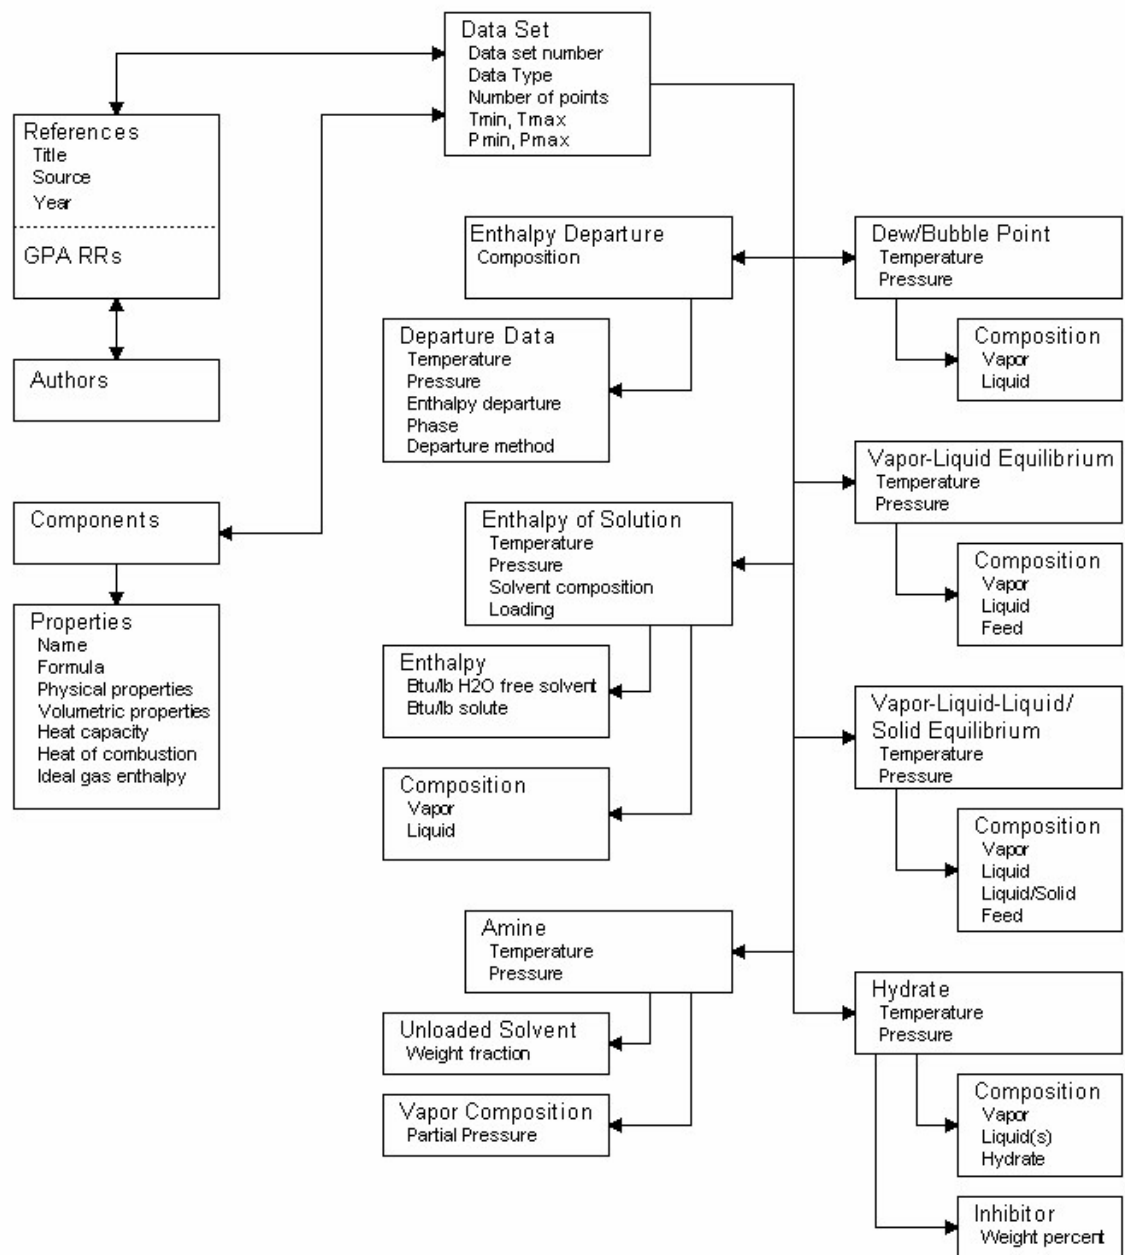 Data Set
Data set number
Data Type
Number of points
Tmin, Tmax
Pmin, Pmax
References
Title
Source
Year
GPA RRs
Authors
Components
Properties
Name
Formula
Physical properties
Volumetric properties
Heat capacity
Heat of combustion
Ideal gas enthalpy
Enthalpy Departure
Composition
Departure Data
Temperature
Pressure
Enthalpy departure
Phase
Departure method
Enthalpy of Solution
Temperature
Pressure
Solvent composition
Loading
Enthalpy
Btu/lb H2O free solvent
Btu/lb solute
Composition
Vapor
Liquid
Amine
Temperature
Pressure
Unloaded Solvent
Weight fraction
Vapor Composition
Partial Pressure
Dew/Bubble Point
Temperature
Pressure
Composition
Vapor
Liquid
Vapor-Liquid Equilibrium
Temperature
Pressure
Composition
Vapor
Liquid
Feed
Vapor-Liquid-Liquid/
Solid Equilibrium
Temperature
Pressure
Composition
Vapor
Liquid
Liquid/Solid
Feed
Hydrate
Temperature
Pressure
Composition
Vapor
Liquid(s)
Hydrate
Inhibitor
Weight percent